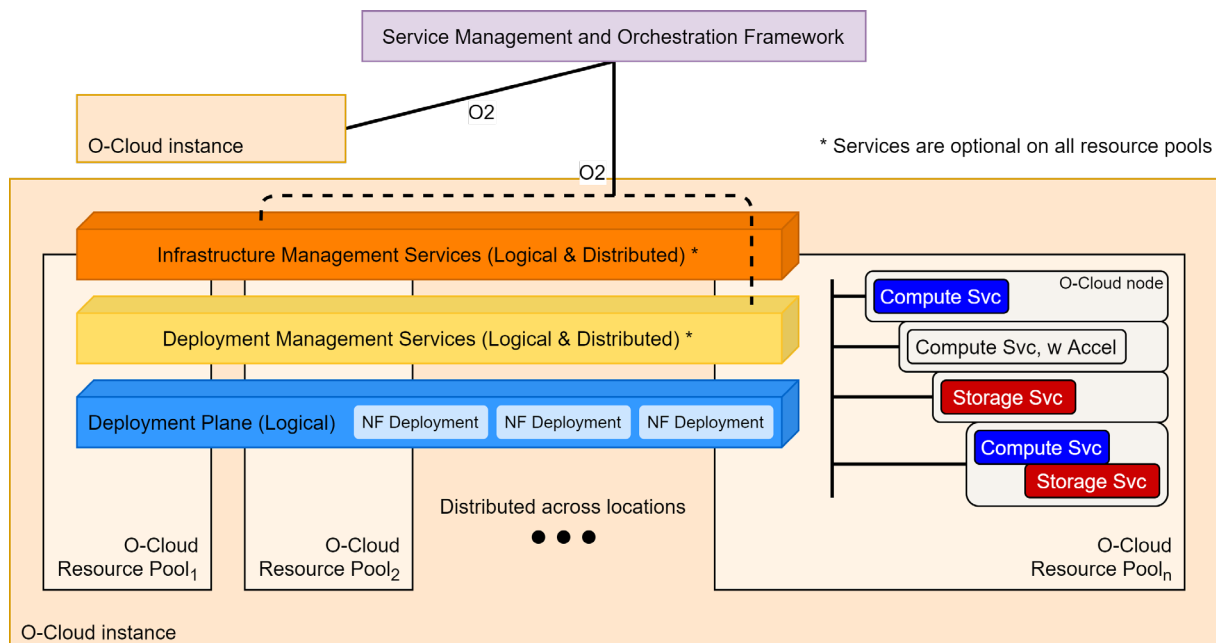 Service Management and Orchestration Framework
O2
O-Cloud instance
* Services are optional on all resource pools
O2
Infrastructure Management Services (Logical & Distributed) *
O-Cloud node
Compute Svc
Deployment Management Services (Logical & Distributed) *
Compute Svc, w Accel
Storage Svc
Deployment Plane (Logical)
NF Deployment
NF Deployment
NF Deployment
Compute Svc
Storage Svc
Distributed across locations
O-Cloud
Resource Pool1
O-Cloud
Resource Pool2
O-Cloud
Resource Pooln
O-Cloud instance